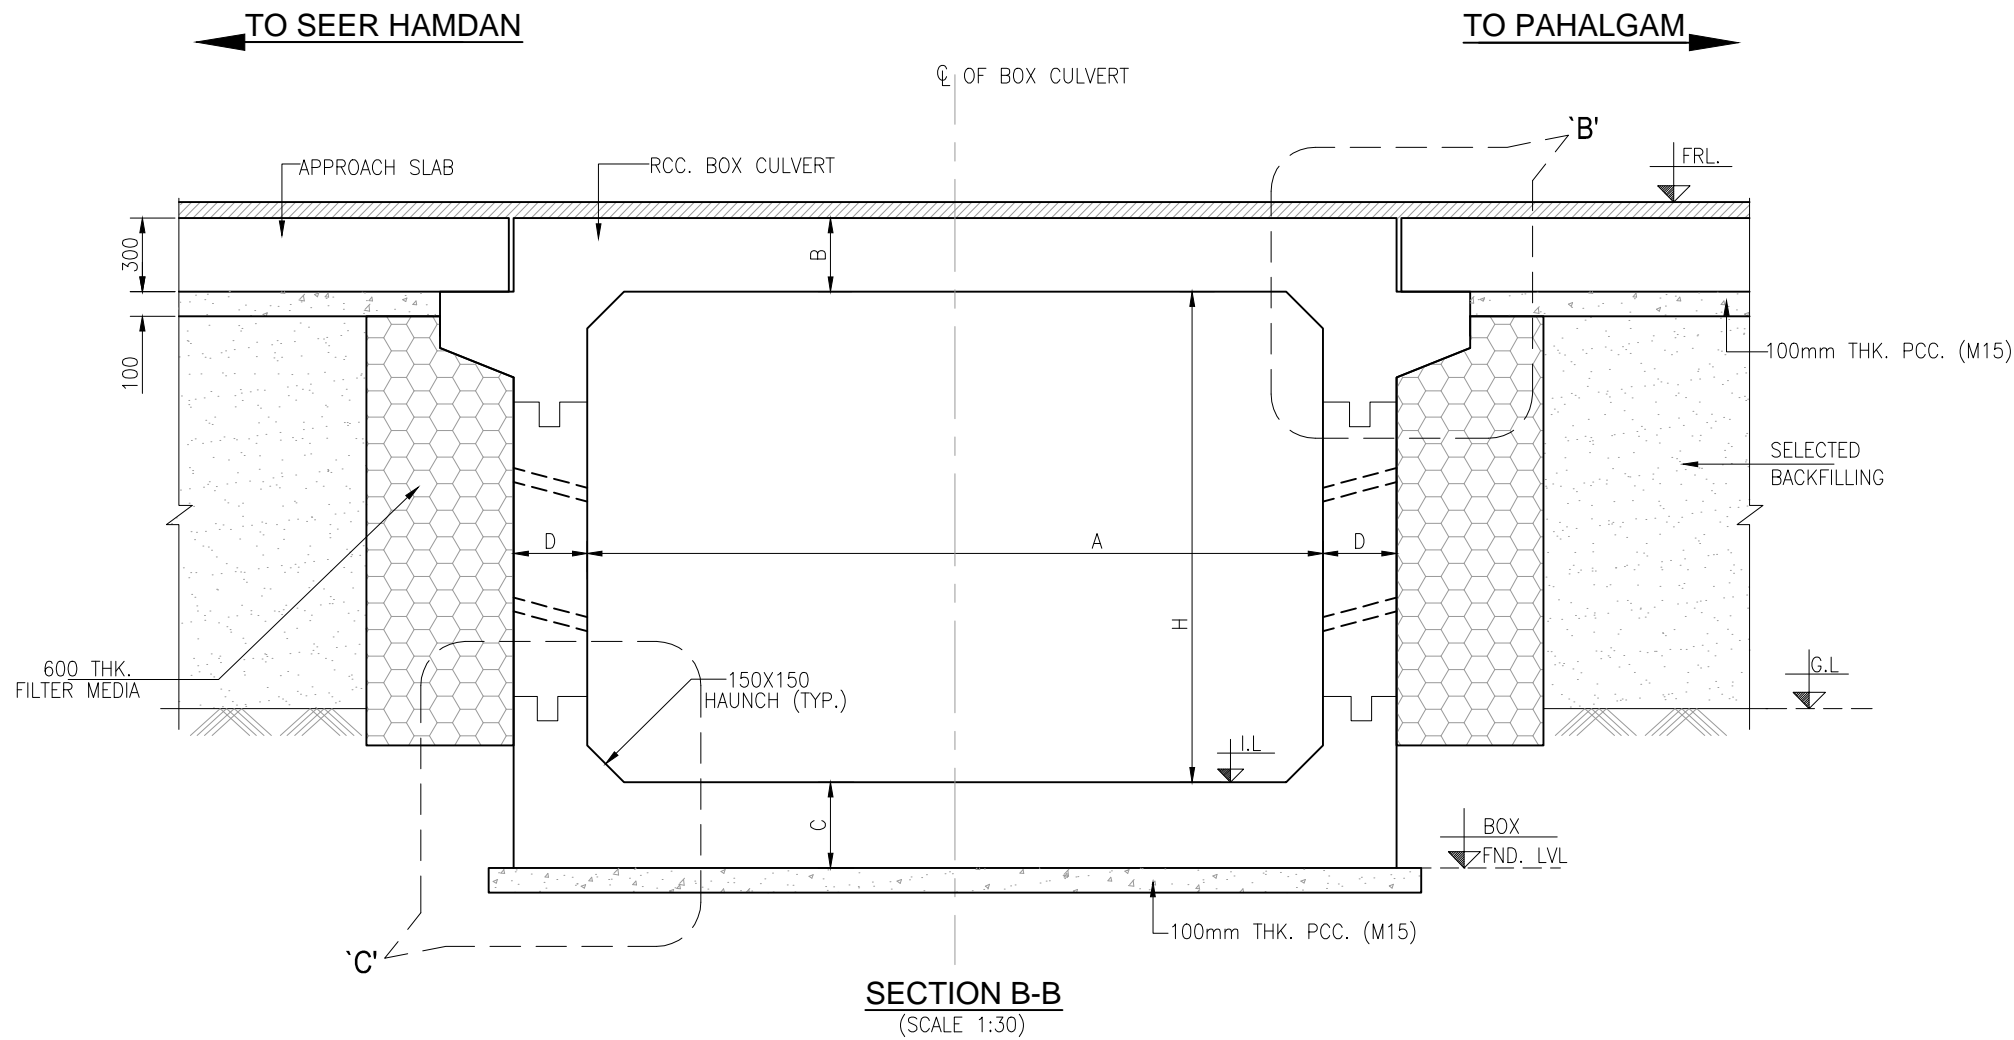 TO SEER HAMDAN
TO PAHALGAM
℄ OF BOX CULVERT
`B'
APPROACH SLAB
RCC. BOX CULVERT
FRL.
300
B
100mm THK. PCC. (M15)
100
SELECTED
BACKFILLING
D
A
D
H
600 THK.
FILTER MEDIA
150X150
HAUNCH (TYP.)
G.L
I.L
C
BOX
FND. LVL
100mm THK. PCC. (M15)
`C'
SECTION B-B
(SCALE 1:30)